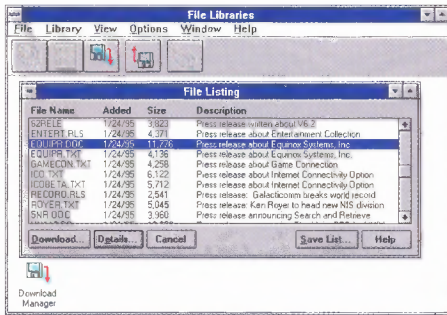 File Libraries
File Library View Options Window Help
File Listing
File Name Added Size Description
62RELE 1/24/95 3,823 Press release written about V6.2
ENTERT.RLS 1/24/95 4,371 Press release about Entertainment Collection
EQUIPR.DOC 1/24/95 11,776 Press release about Equinox Systems, Inc
EQUIPR.TXT 1/24/95 4,136 Press release about Equinox Systems, Inc.
GAMECON.TXT 1/24/95 4,258 Press release about Game Connection
ICO.TXT 1/24/95 6,122 Press release about Internet Connectivity Option
ICOBETA.TXT 1/24/95 5,712 Press release about Internet Connectivity Option
RECORD.RLS 1/24/95 2,541 Press release: Galacticomm breaks world record
ROYER.TXT 1/24/95 5,045 Press release: Ken Royer to head new NIS division
SNR.DOC 1/24/95 3,960 Press release announcing Search and Retrieve
Download... Details... Cancel Save List... Help
Download
Manager